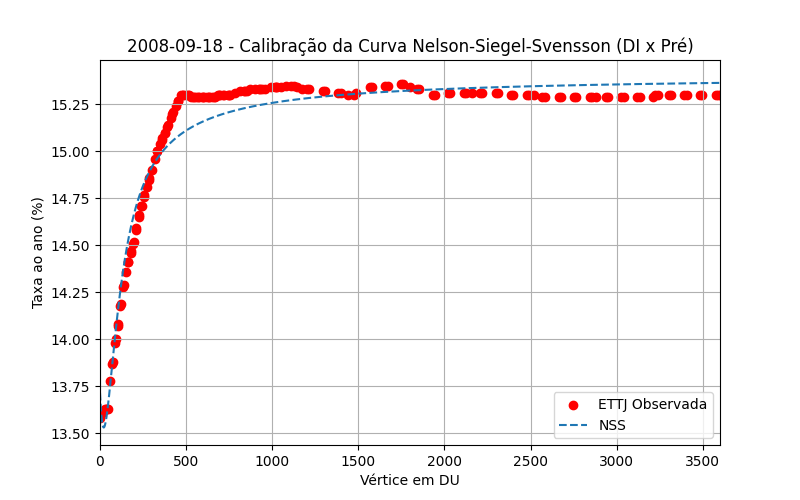 2008-09-18 - Calibração da Curva Nelson-Siegel-Svensson (DI x Pré)
Taxa ao ano (%)
15.25
15.00
14.75
14.50
14.25
14.00
13.75
13.50
0 500 1000 1500 2000 2500 3000 3500
Vértice em DU
ETTJ Observada
NSS